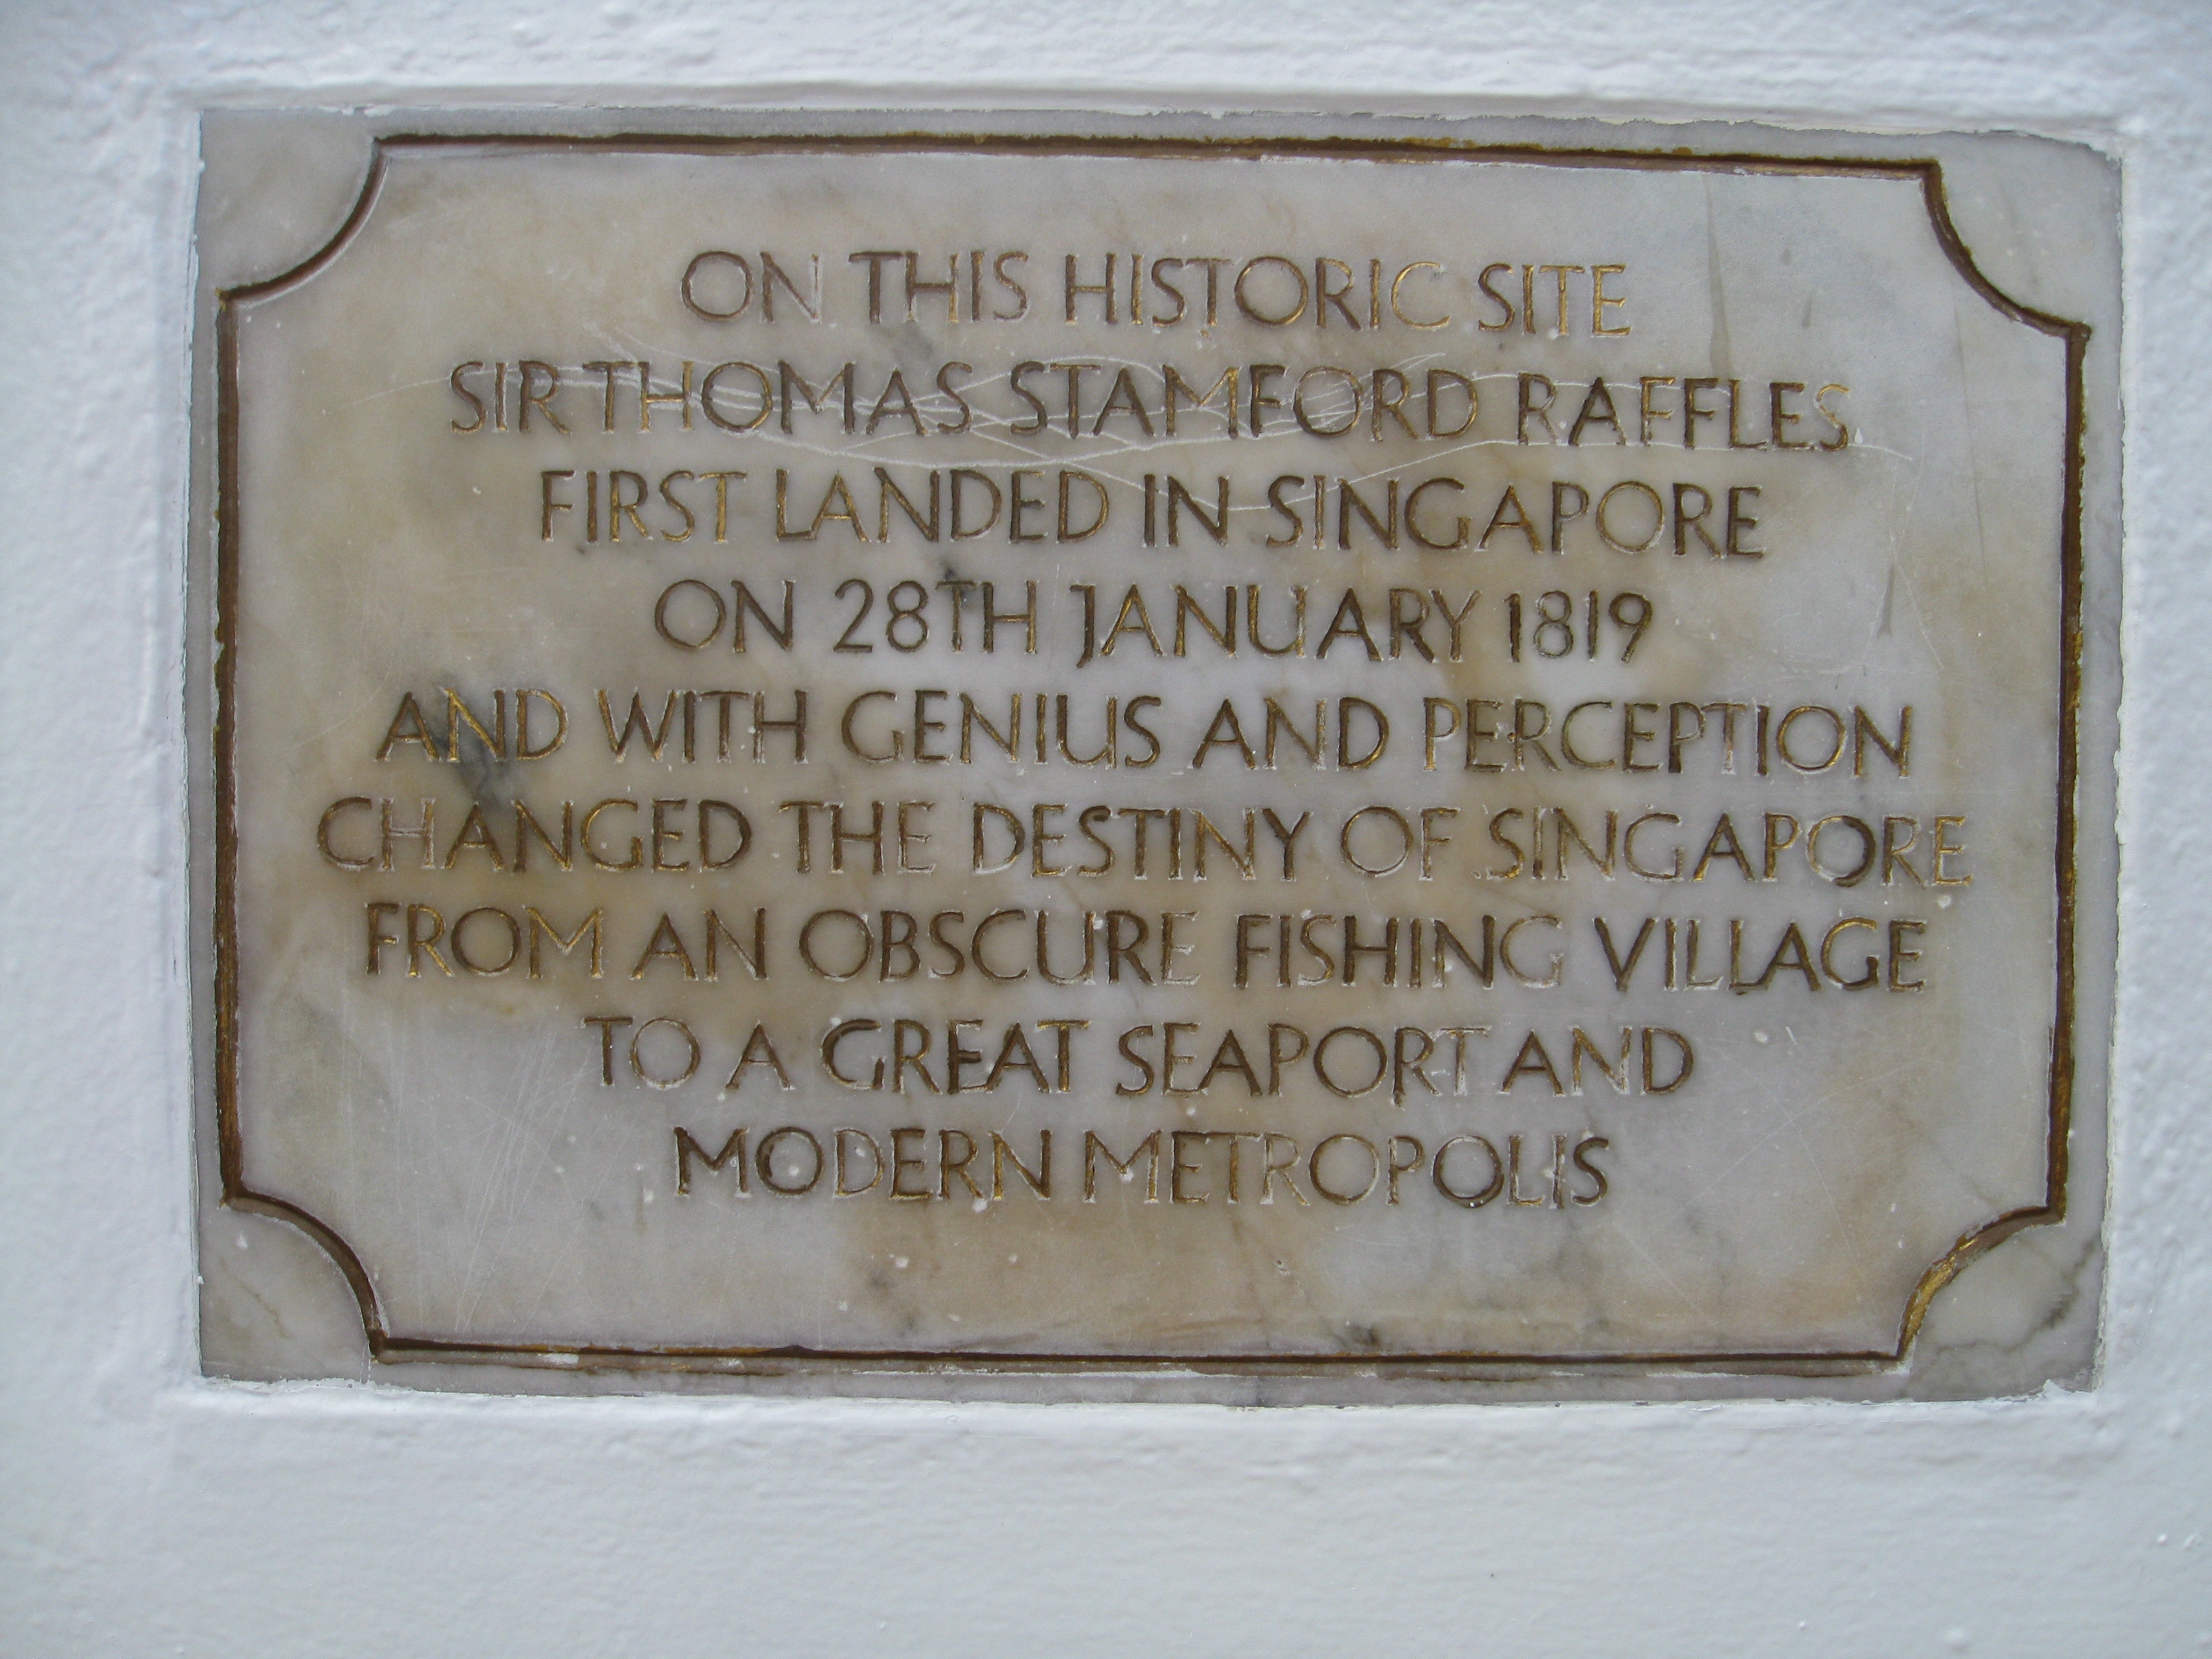 ON THIS HISTORIC SITE
SIR THOMAS STAMFORD RAFFLES
FIRST LANDED IN SINGAPORE
ON 28TH JANUARY 1819
AND WITH GENIUS AND PERCEPTION
CHANGED THE DESTINY OF SINGAPORE
FROM AN OBSCURE FISHING VILLAGE
TO A GREAT SEAPORT AND
MODERN METROPOLIS